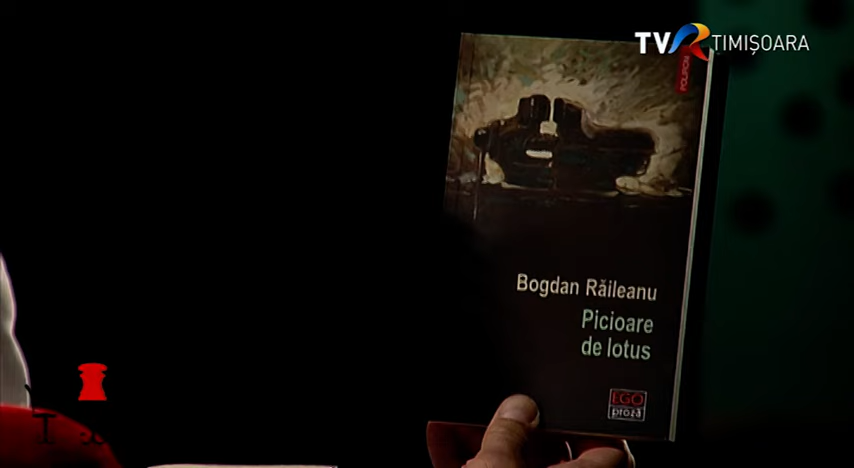 TVR TIMIȘOARA
POLIROM
Bogdan Răileanu
Picioare
de lotus
EGO
proză